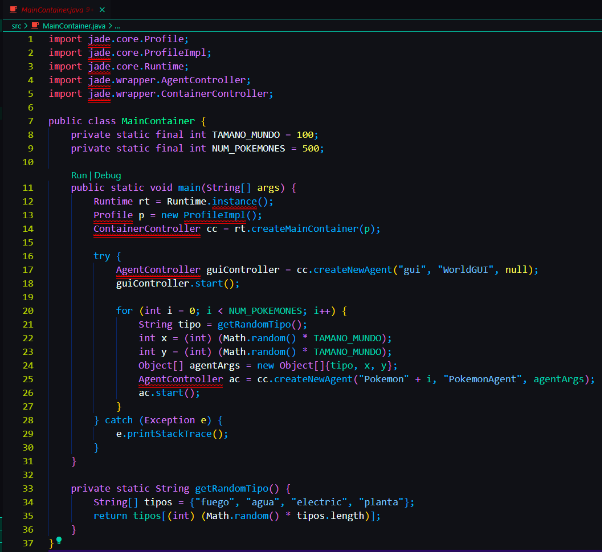 MainContainer.java 9+ ×
src > MainContainer.java > ...
1 import jade.core.Profile;
2 import jade.core.ProfileImpl;
3 import jade.core.Runtime;
4 import jade.wrapper.AgentController;
5 import jade.wrapper.ContainerController;
6
7 public class MainContainer {
8 private static final int TAMANO_MUNDO = 100;
9 private static final int NUM_POKEMONES = 500;
10
Run | Debug
11 public static void main(String[] args) {
12 Runtime rt = Runtime.instance();
13 Profile p = new ProfileImpl();
14 ContainerController cc = rt.createMainContainer(p);
15
16 try {
17 AgentController guiController = cc.createNewAgent("gui", "WorldGUI", null);
18 guiController.start();
19
20 for (int i = 0; i < NUM_POKEMONES; i++) {
21 String tipo = getRandomTipo();
22 int x = (int) (Math.random() * TAMANO_MUNDO);
23 int y = (int) (Math.random() * TAMANO_MUNDO);
24 Object[] agentArgs = new Object[]{tipo, x, y};
25 AgentController ac = cc.createNewAgent("Pokemon" + i, "PokemonAgent", agentArgs);
26 ac.start();
27 }
28 } catch (Exception e) {
29 e.printStackTrace();
30 }
31 }
32
33 private static String getRandomTipo() {
34 String[] tipos = {"fuego", "agua", "electric", "planta"};
35 return tipos[(int) (Math.random() * tipos.length)];
36 }
37 }